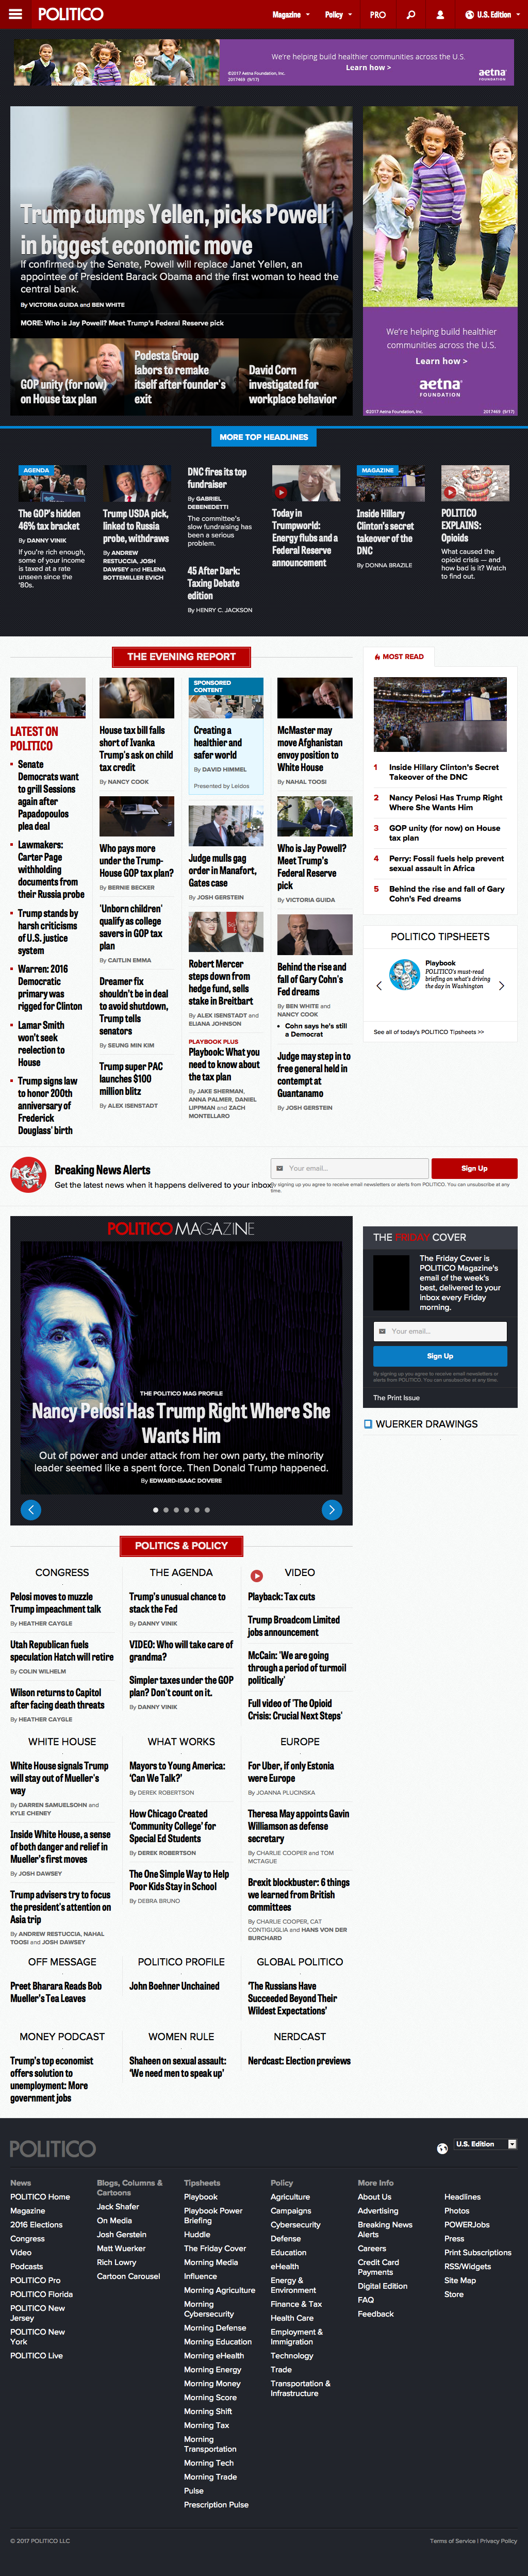 POLITICO
Magazine
Policy
PRO
U.S. Edition
We're helping build healthier communities across the U.S.
Learn how >
©2017 Aetna Foundation, Inc.
2017469 (9/17)
aetna
FOUNDATION
Trump dumps Yellen, picks Powell
in biggest economic move
If confirmed by the Senate, Powell will replace Janet Yellen, an
appointee of President Barack Obama and the first woman to head the
central bank.
By VICTORIA GUIDA and BEN WHITE
MORE: Who is Jay Powell? Meet Trump's Federal Reserve pick
GOP unity (for now)
on House tax plan
Podesta Group
labors to remake
itself after founder's
exit
David Corn
investigated for
workplace behavior
We're helping build healthier
communities across the U.S.
Learn how >
aetna
FOUNDATION
©2017 Aetna Foundation, Inc.
2017469 (9/17)
MORE TOP HEADLINES
AGENDA
The GOP's hidden
46% tax bracket
By DANNY VINIK
If you're rich enough,
some of your income
is taxed at a rate
unseen since the
'80s.
Trump USDA pick,
linked to Russia
probe, withdraws
By ANDREW
RESTUCCIA, JOSH
DAWSEY and HELENA
BOTTEMILLER EVICH
DNC fires its top
fundraiser
By GABRIEL
DEBENEDETTI
The committee's
slow fundraising has
been a serious
problem.
45 After Dark:
Taxing Debate
edition
By HENRY C. JACKSON
Today in
Trumpworld:
Energy flubs and a
Federal Reserve
announcement
MAGAZINE
Inside Hillary
Clinton's secret
takeover of the
DNC
By DONNA BRAZILE
POLITICO
EXPLAINS:
Opioids
What caused the
opioid crisis — and
how bad is it? Watch
to find out.
THE EVENING REPORT
LATEST ON
POLITICO
Senate
Democrats want
to grill Sessions
again after
Papadopoulos
plea deal
Lawmakers:
Carter Page
withholding
documents from
their Russia probe
Trump stands by
harsh criticisms
of U.S. justice
system
Warren: 2016
Democratic
primary was
rigged for Clinton
Lamar Smith
won't seek
reelection to
House
Trump signs law
to honor 200th
anniversary of
Frederick
Douglass' birth
House tax bill falls
short of Ivanka
Trump's ask on child
tax credit
By NANCY COOK
Who pays more
under the Trump-
House GOP tax plan?
By BERNIE BECKER
'Unborn children'
qualify as college
savers in GOP tax
plan
By CAITLIN EMMA
Dreamer fix
shouldn't be in deal
to avoid shutdown,
Trump tells
senators
By SEUNG MIN KIM
Trump super PAC
launches $100
million blitz
By ALEX ISENSTADT
SPONSORED
CONTENT
Creating a
healthier and
safer world
By DAVID HIMMEL
Presented by Leidos
Judge mulls gag
order in Manafort,
Gates case
By JOSH GERSTEIN
Robert Mercer
steps down from
hedge fund, sells
stake in Breitbart
By ALEX ISENSTADT and
ELIANA JOHNSON
PLAYBOOK PLUS
Playbook: What you
need to know about
the tax plan
By JAKE SHERMAN,
ANNA PALMER, DANIEL
LIPPMAN and ZACH
MONTELLARO
McMaster may
move Afghanistan
envoy position to
White House
By NAHAL TOOSI
Who is Jay Powell?
Meet Trump's
Federal Reserve
pick
By VICTORIA GUIDA
Behind the rise and
fall of Gary Cohn's
Fed dreams
By BEN WHITE and
NANCY COOK
Cohn says he's still
a Democrat
Judge may step in to
free general held in
contempt at
Guantanamo
By JOSH GERSTEIN
MOST READ
1 Inside Hillary Clinton's Secret
Takeover of the DNC
2 Nancy Pelosi Has Trump Right
Where She Wants Him
3 GOP unity (for now) on House
tax plan
4 Perry: Fossil fuels help prevent
sexual assault in Africa
5 Behind the rise and fall of Gary
Cohn's Fed dreams
POLITICO TIPSHEETS
Playbook
POLITICO's must-read
briefing on what's driving
the day in Washington
See all of today's POLITICO Tipsheets >>
Breaking News Alerts
Get the latest news when it happens delivered to your inbox.
Your email...
Sign Up
By signing up you agree to receive email newsletters or alerts from POLITICO. You can unsubscribe at any
time.
POLITICO MAGAZINE
THE POLITICO MAG PROFILE
Nancy Pelosi Has Trump Right Where She
Wants Him
Out of power and under attack from her own party, the minority
leader seemed like a spent force. Then Donald Trump happened.
By EDWARD-ISAAC DOVERE
THE FRIDAY COVER
The Friday Cover is
POLITICO Magazine's
email of the week's
best, delivered to your
inbox every Friday
morning.
Your email...
Sign Up
By signing up you agree to receive email newsletters or
alerts from POLITICO. You can unsubscribe at any time.
The Print Issue
WUERKER DRAWINGS
POLITICS & POLICY
CONGRESS
Pelosi moves to muzzle
Trump impeachment talk
By HEATHER CAYGLE
Utah Republican fuels
speculation Hatch will retire
By COLIN WILHELM
Wilson returns to Capitol
after facing death threats
By HEATHER CAYGLE
THE AGENDA
Trump's unusual chance to
stack the Fed
By DANNY VINIK
VIDEO: Who will take care of
grandma?
Simpler taxes under the GOP
plan? Don't count on it.
By DANNY VINIK
VIDEO
Playback: Tax cuts
Trump Broadcom Limited
jobs announcement
McCain: 'We are going
through a period of turmoil
politically'
Full video of 'The Opioid
Crisis: Crucial Next Steps'
WHITE HOUSE
White House signals Trump
will stay out of Mueller's
way
By DARREN SAMUELSOHN and
KYLE CHENEY
Inside White House, a sense
of both danger and relief in
Mueller's first moves
By JOSH DAWSEY
Trump advisers try to focus
the president's attention on
Asia trip
By ANDREW RESTUCCIA, NAHAL
TOOSI and JOSH DAWSEY
WHAT WORKS
Mayors to Young America:
'Can We Talk?'
By DEREK ROBERTSON
How Chicago Created
'Community College' for
Special Ed Students
By DEREK ROBERTSON
The One Simple Way to Help
Poor Kids Stay in School
By DEBRA BRUNO
EUROPE
For Uber, if only Estonia
were Europe
By JOANNA PLUCINSKA
Theresa May appoints Gavin
Williamson as defense
secretary
By CHARLIE COOPER and TOM
MCTAGUE
Brexit blockbuster: 6 things
we learned from British
committees
By CHARLIE COOPER, CAT
CONTIGUGLIA and HANS VON DER
BURCHARD
OFF MESSAGE
Preet Bharara Reads Bob
Mueller's Tea Leaves
POLITICO PROFILE
John Boehner Unchained
GLOBAL POLITICO
'The Russians Have
Succeeded Beyond Their
Wildest Expectations'
MONEY PODCAST
Trump's top economist
offers solution to
unemployment: More
government jobs
WOMEN RULE
Shaheen on sexual assault:
'We need men to speak up'
NERDCAST
Nerdcast: Election previews
POLITICO
U.S. Edition
News
POLITICO Home
Magazine
2016 Elections
Congress
Video
Podcasts
POLITICO Pro
POLITICO Florida
POLITICO New
Jersey
POLITICO New
York
POLITICO Live
Blogs, Columns &
Cartoons
Jack Shafer
On Media
Josh Gerstein
Matt Wuerker
Rich Lowry
Cartoon Carousel
Tipsheets
Playbook
Playbook Power
Briefing
Huddle
The Friday Cover
Morning Media
Influence
Morning Agriculture
Morning
Cybersecurity
Morning Defense
Morning Education
Morning eHealth
Morning Energy
Morning Money
Morning Score
Morning Shift
Morning Tax
Morning
Transportation
Morning Tech
Morning Trade
Pulse
Prescription Pulse
Policy
Agriculture
Campaigns
Cybersecurity
Defense
Education
eHealth
Energy &
Environment
Finance & Tax
Health Care
Employment &
Immigration
Technology
Trade
Transportation &
Infrastructure
More Info
About Us
Advertising
Breaking News
Alerts
Careers
Credit Card
Payments
Digital Edition
FAQ
Feedback
Headlines
Photos
POWERJobs
Press
Print Subscriptions
RSS/Widgets
Site Map
Store
© 2017 POLITICO LLC
Terms of Service | Privacy Policy